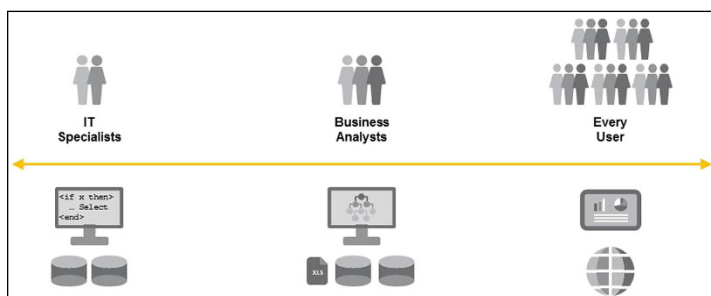 IT
Specialists
Business
Analysts
Every
User
<if x then>
… Select
<end>
XLS